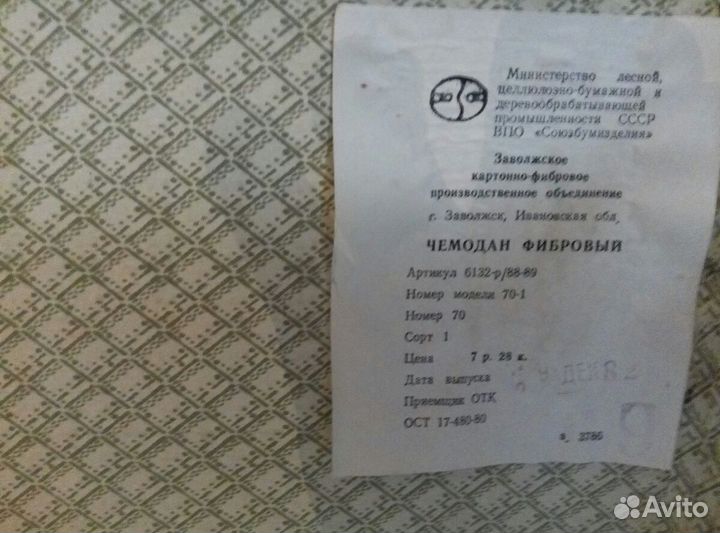 Министерство лесной,
целлюлозно-бумажной и
деревообрабатывающей
промышленности СССР
ВПО «Союзбумизделия»
Заволжское
картонно-фибровое
производственное объединение
г. Заволжск, Ивановская обл.
ЧЕМОДАН ФИБРОВЫЙ
Артикул 6132-р/88-89
Номер модели 70-1
Номер 70
Сорт 1
Цена 7 р. 28 к.
Дата выпуска ДЕК
Приемщик ОТК
ОСТ 17-480-80
з. 3786
Avito